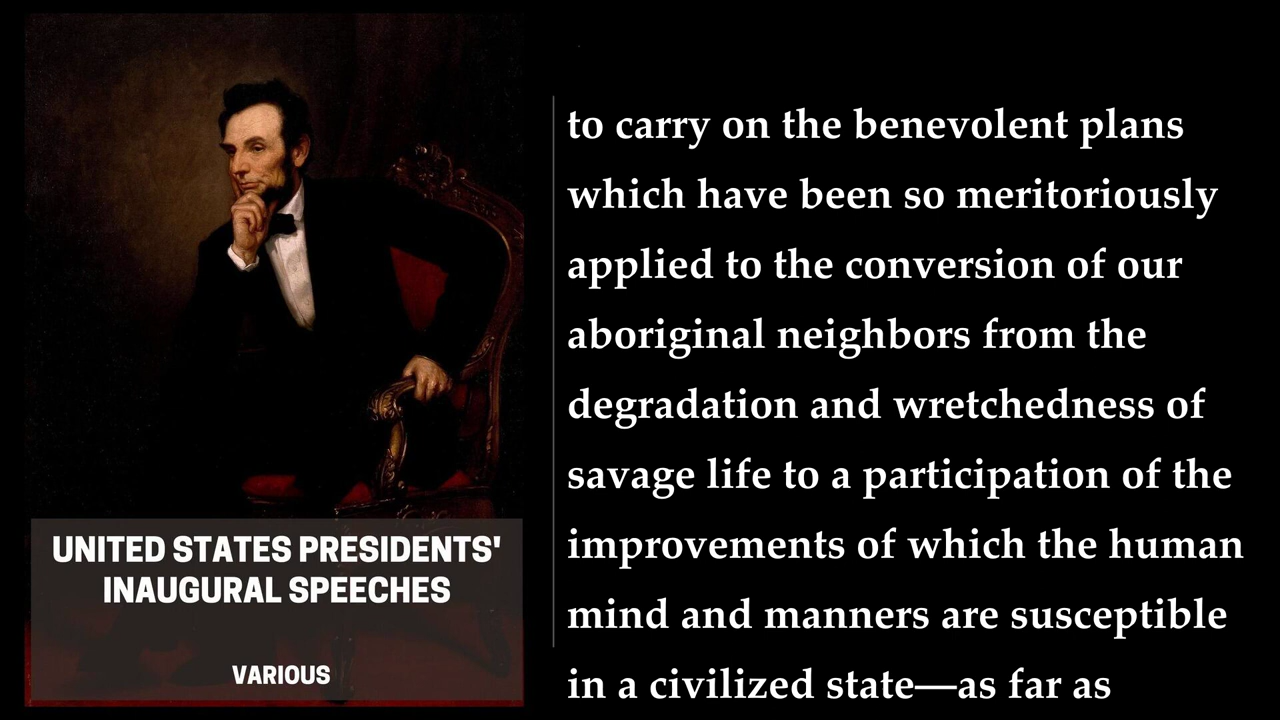 UNITED STATES PRESIDENTS'
INAUGURAL SPEECHES
VARIOUS
to carry on the benevolent plans
which have been so meritoriously
applied to the conversion of our
aboriginal neighbors from the
degradation and wretchedness of
savage life to a participation of the
improvements of which the human
mind and manners are susceptible
in a civilized state—as far as